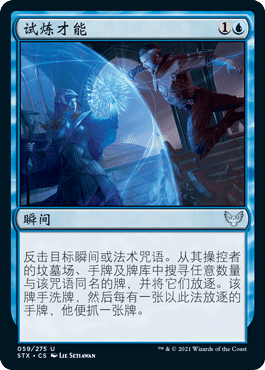 试炼才能
1
瞬间
反击目标瞬间或法术咒语。从其操控者
的坟墓场、手牌及牌库中搜寻任意数量
与该咒语同名的牌，并将它们放逐。该
牌手洗牌，然后每有一张以此法放逐的
手牌，他便抓一张牌。
059/275 U
STX • CS LIE SETIAWAN
™ & © 2021 Wizards of the Coast